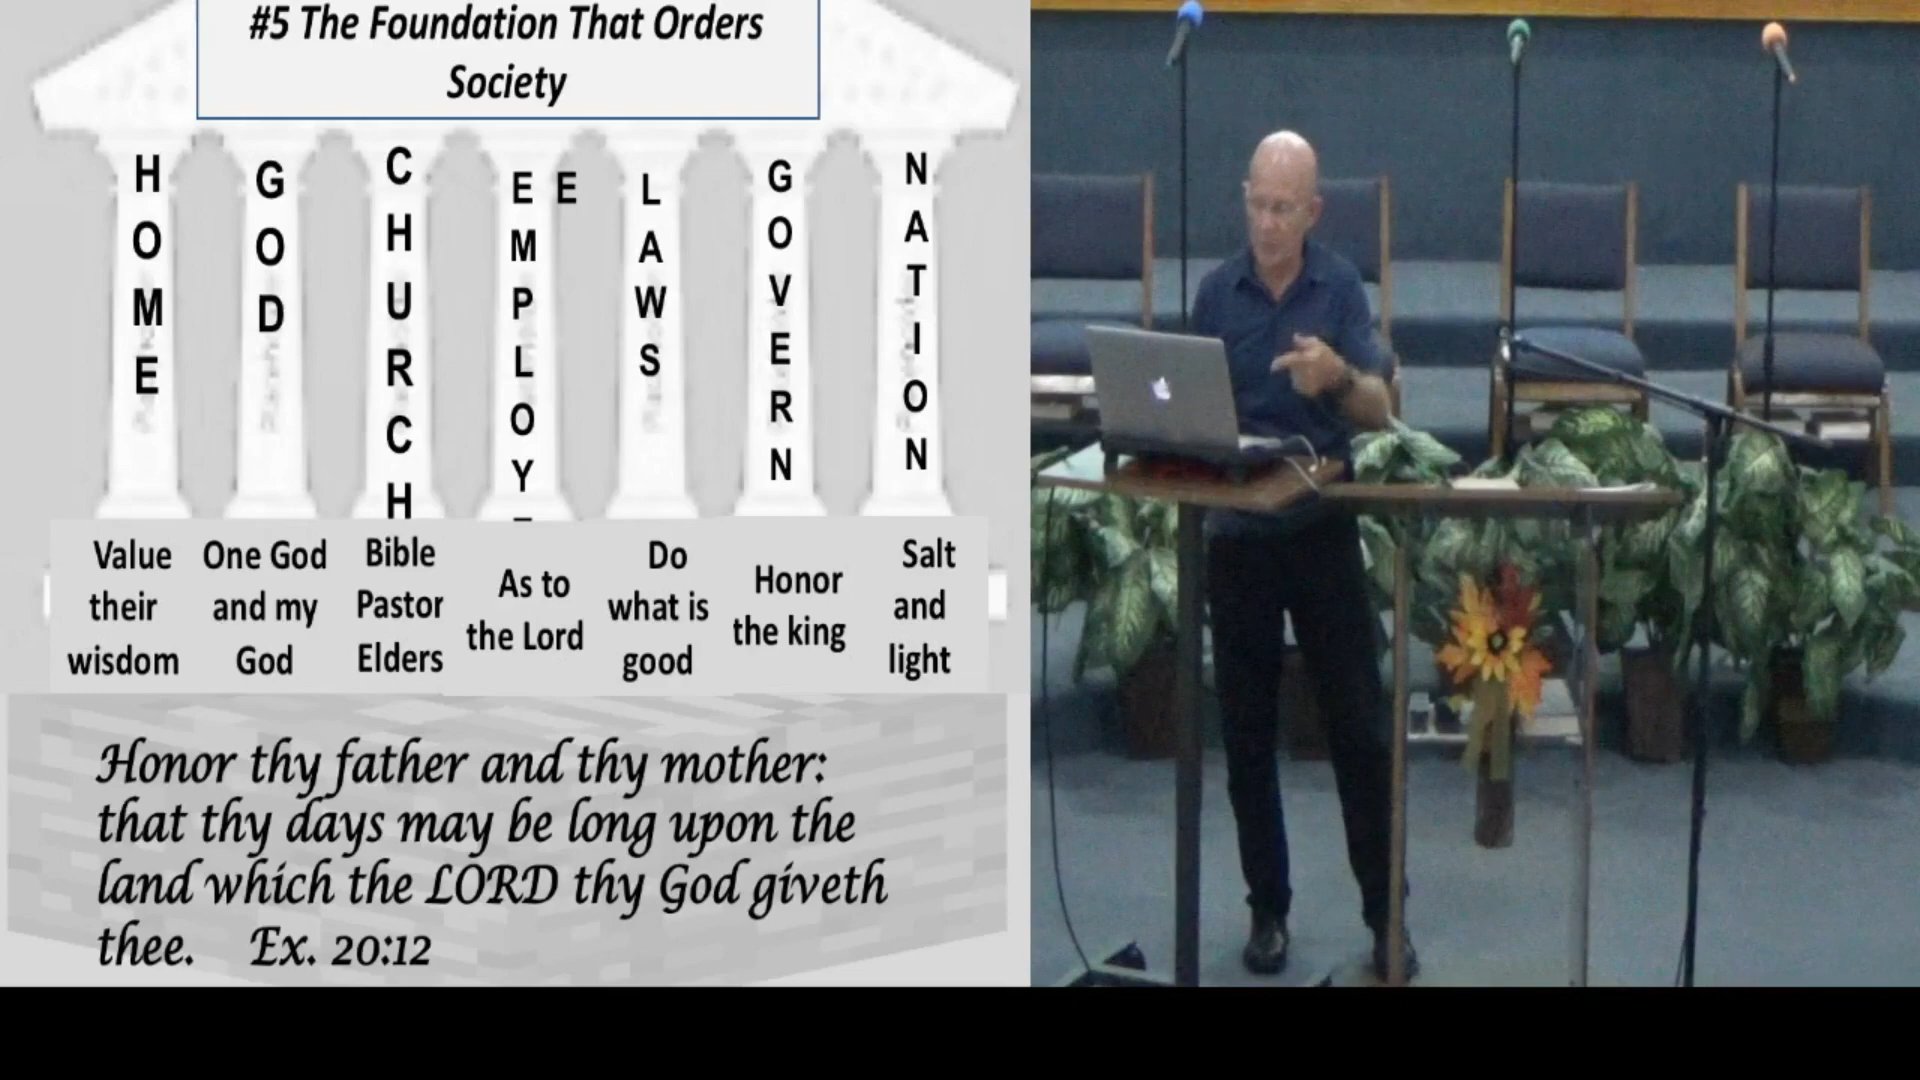 #5 The Foundation That Orders
Society
HOME
GOD
CHURCH
EMPLOY
EE
LAWS
GOVERN
NATION
Value
their
wisdom
One God
and my
God
Bible
Pastor
Elders
As to
the Lord
Do
what is
good
Honor
the king
Salt
and
light
Honor thy father and thy mother:
that thy days may be long upon the
land which the LORD thy God giveth
thee. Ex. 20:12